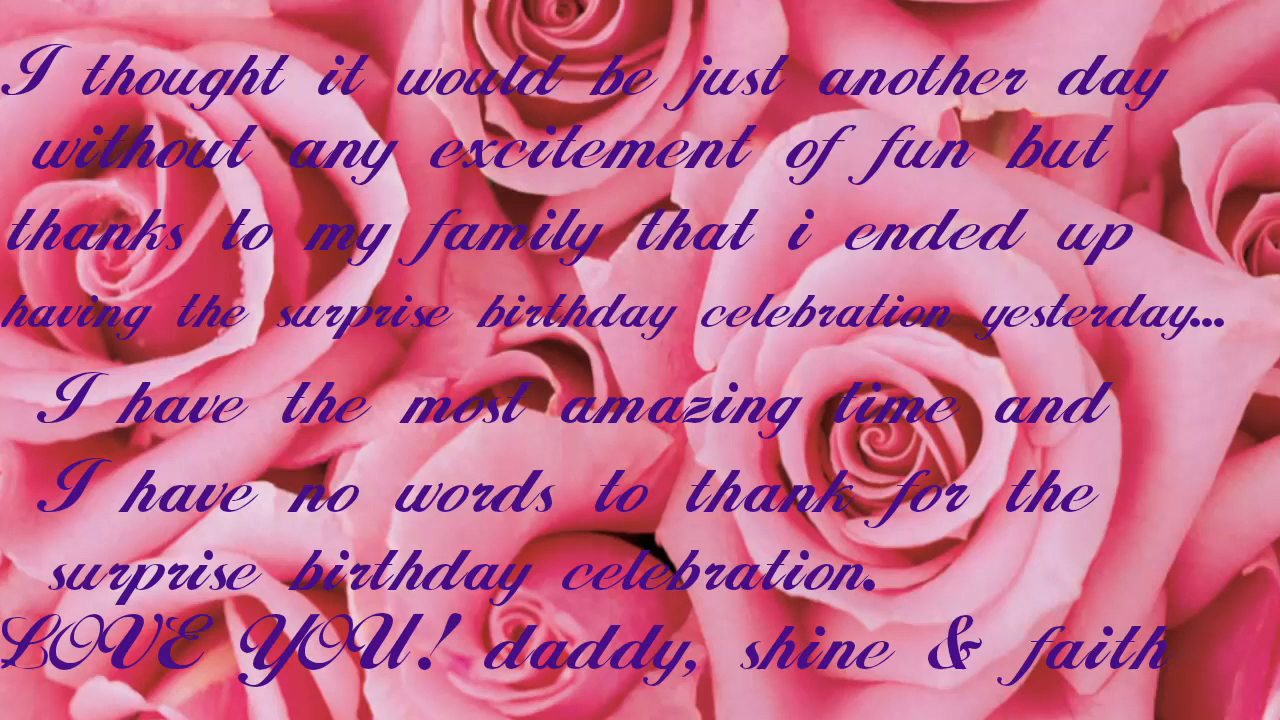 I thought it would be just another day
without any excitement of fun but
thanks to my family that i ended up
having the surprise birthday celebration yesterday...
I have the most amazing time and
I have no words to thank for the
surprise birthday celebration.
LOVE YOU! daddy, shine & faith